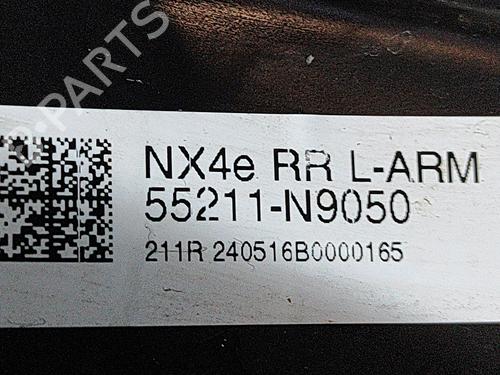 B-PARTS
NX4e RR L-ARM
55211-N9050
211R 240516B0000165